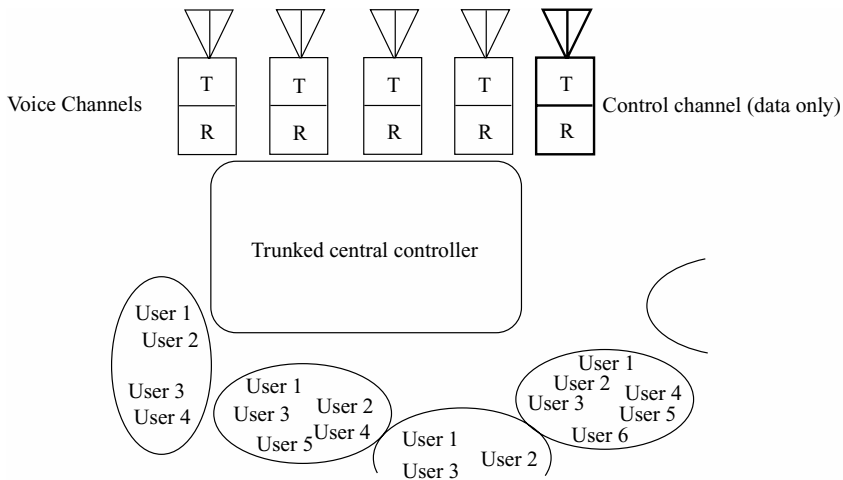 T T T T T
Voice Channels
Control channel (data only)
R R R R R
Trunked central controller
User 1
User 2
User 3
User 4
User 1
User 2
User 3
User 4
User 5
User 1
User 2
User 3
User 1
User 2
User 4
User 3
User 5
User 6